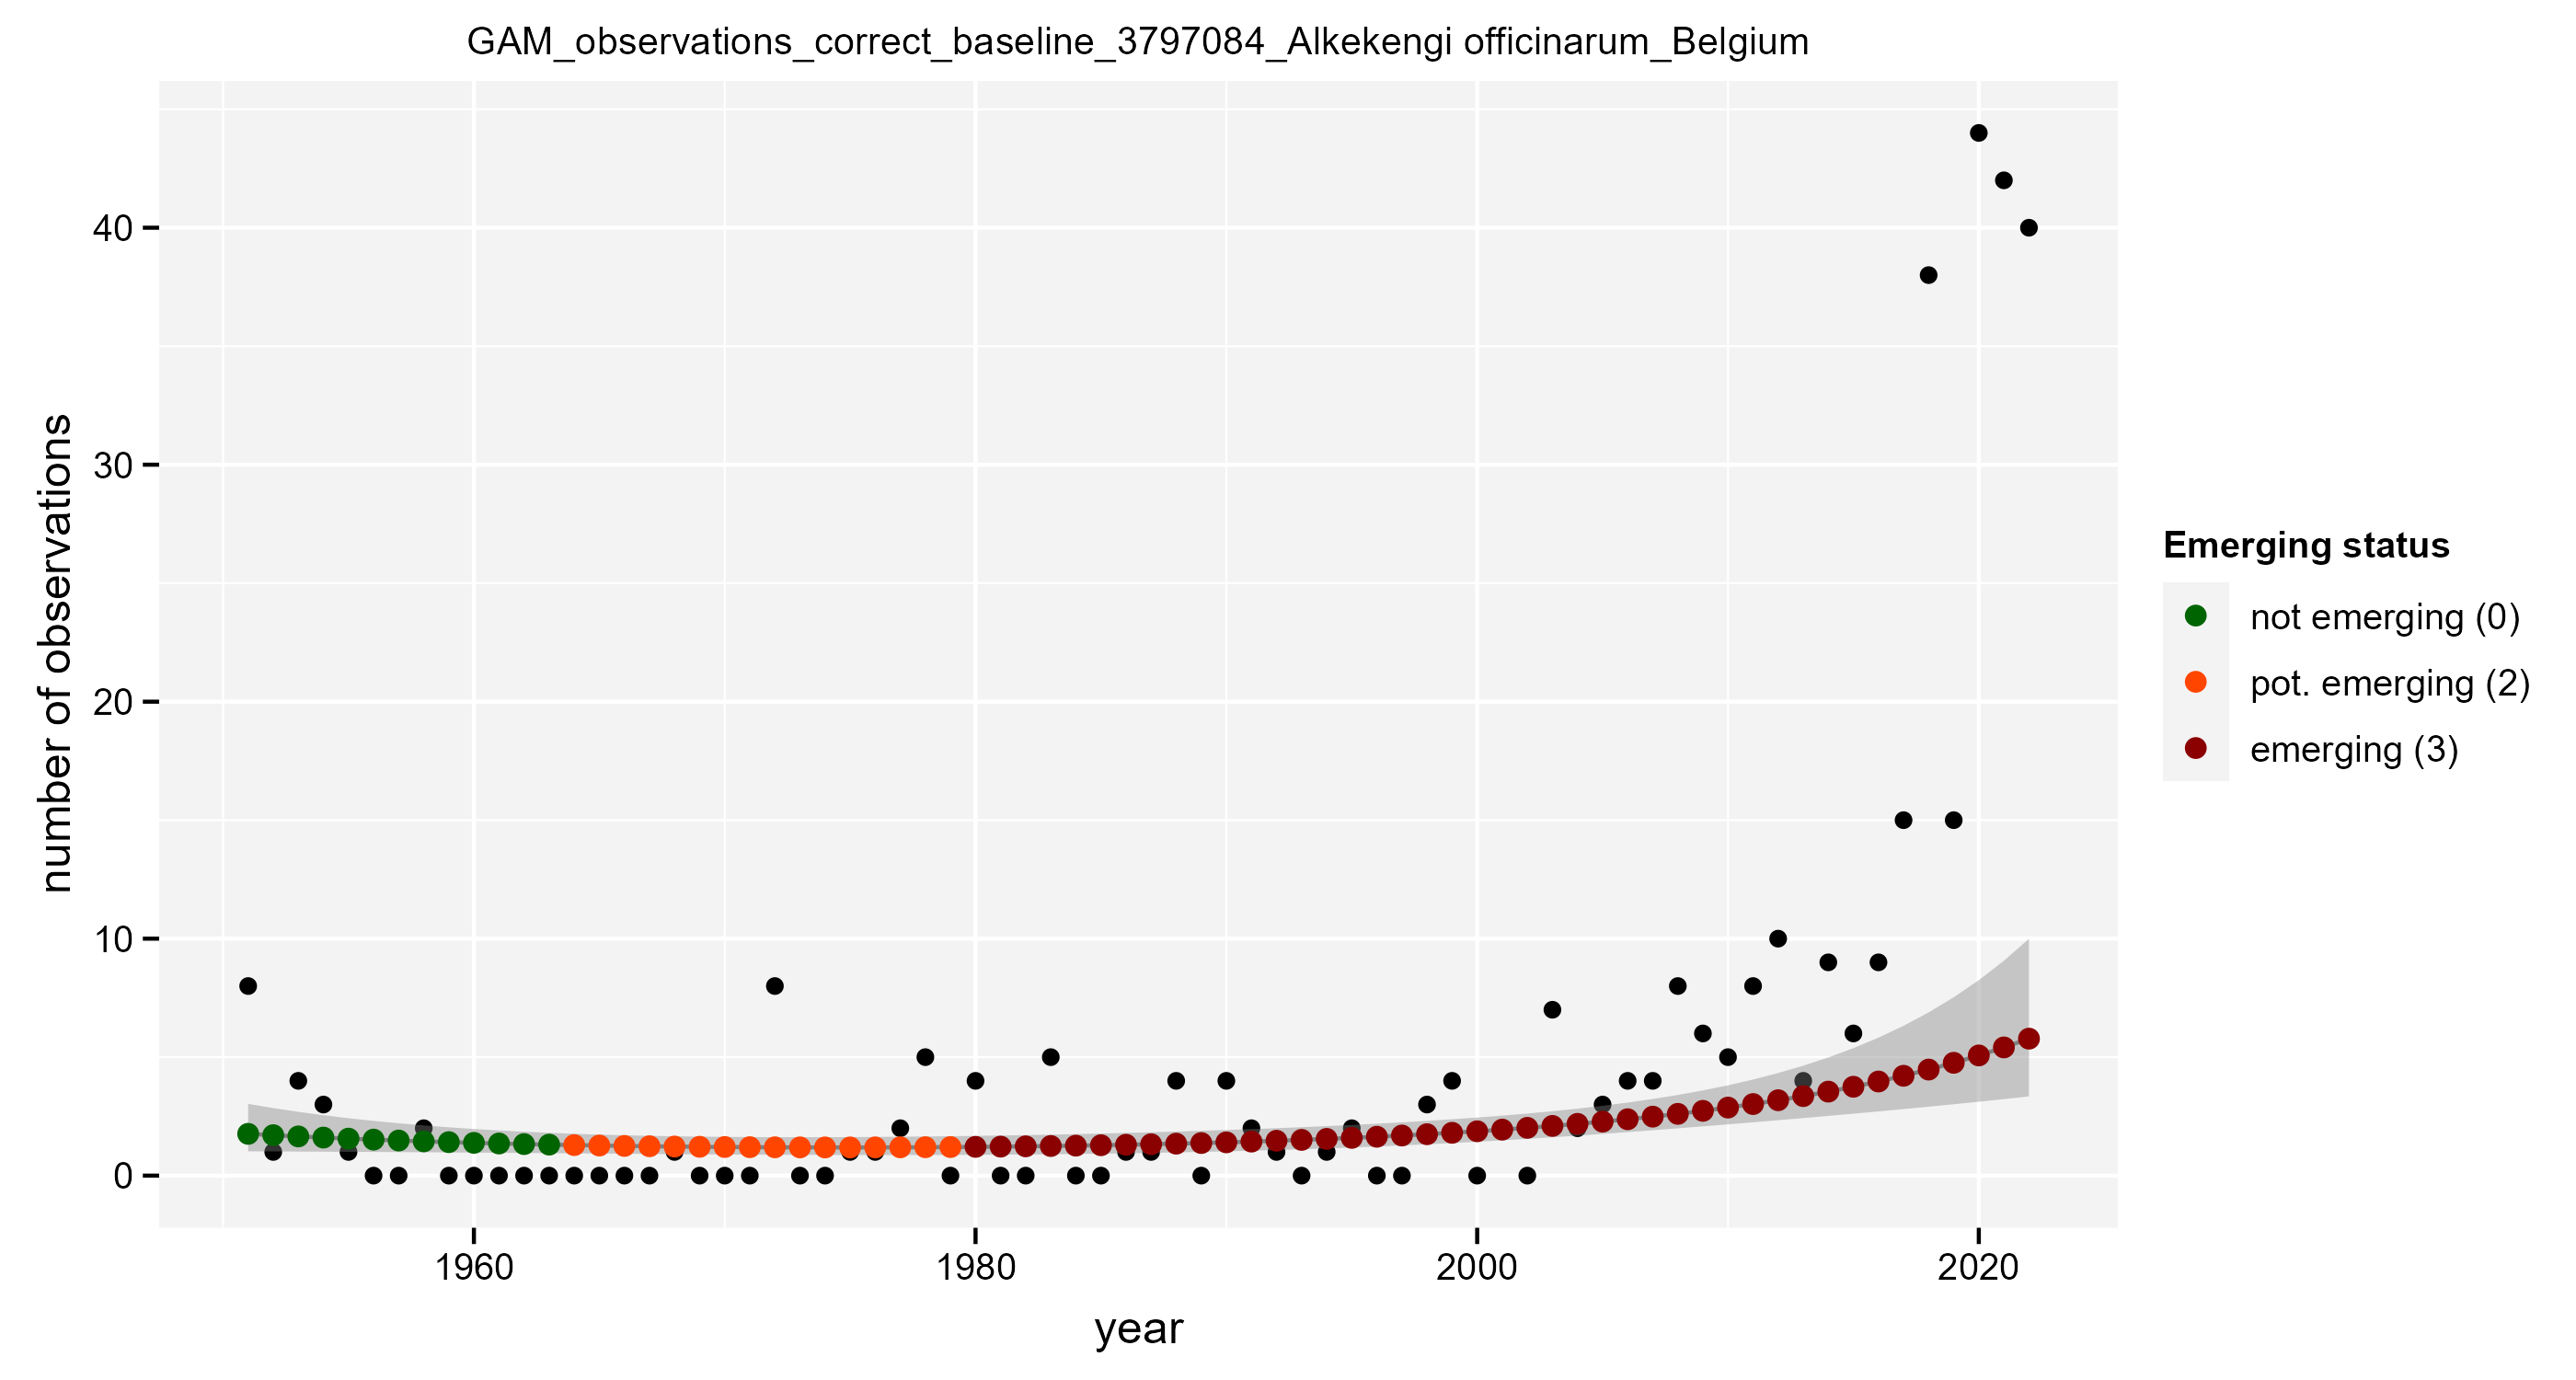 GAM_observations_correct_baseline_3797084_Alkekengi officinarum_Belgium
number of observations
40
30
20
10
0
1960
1980
2000
2020
year
Emerging status
not emerging (0)
pot. emerging (2)
emerging (3)